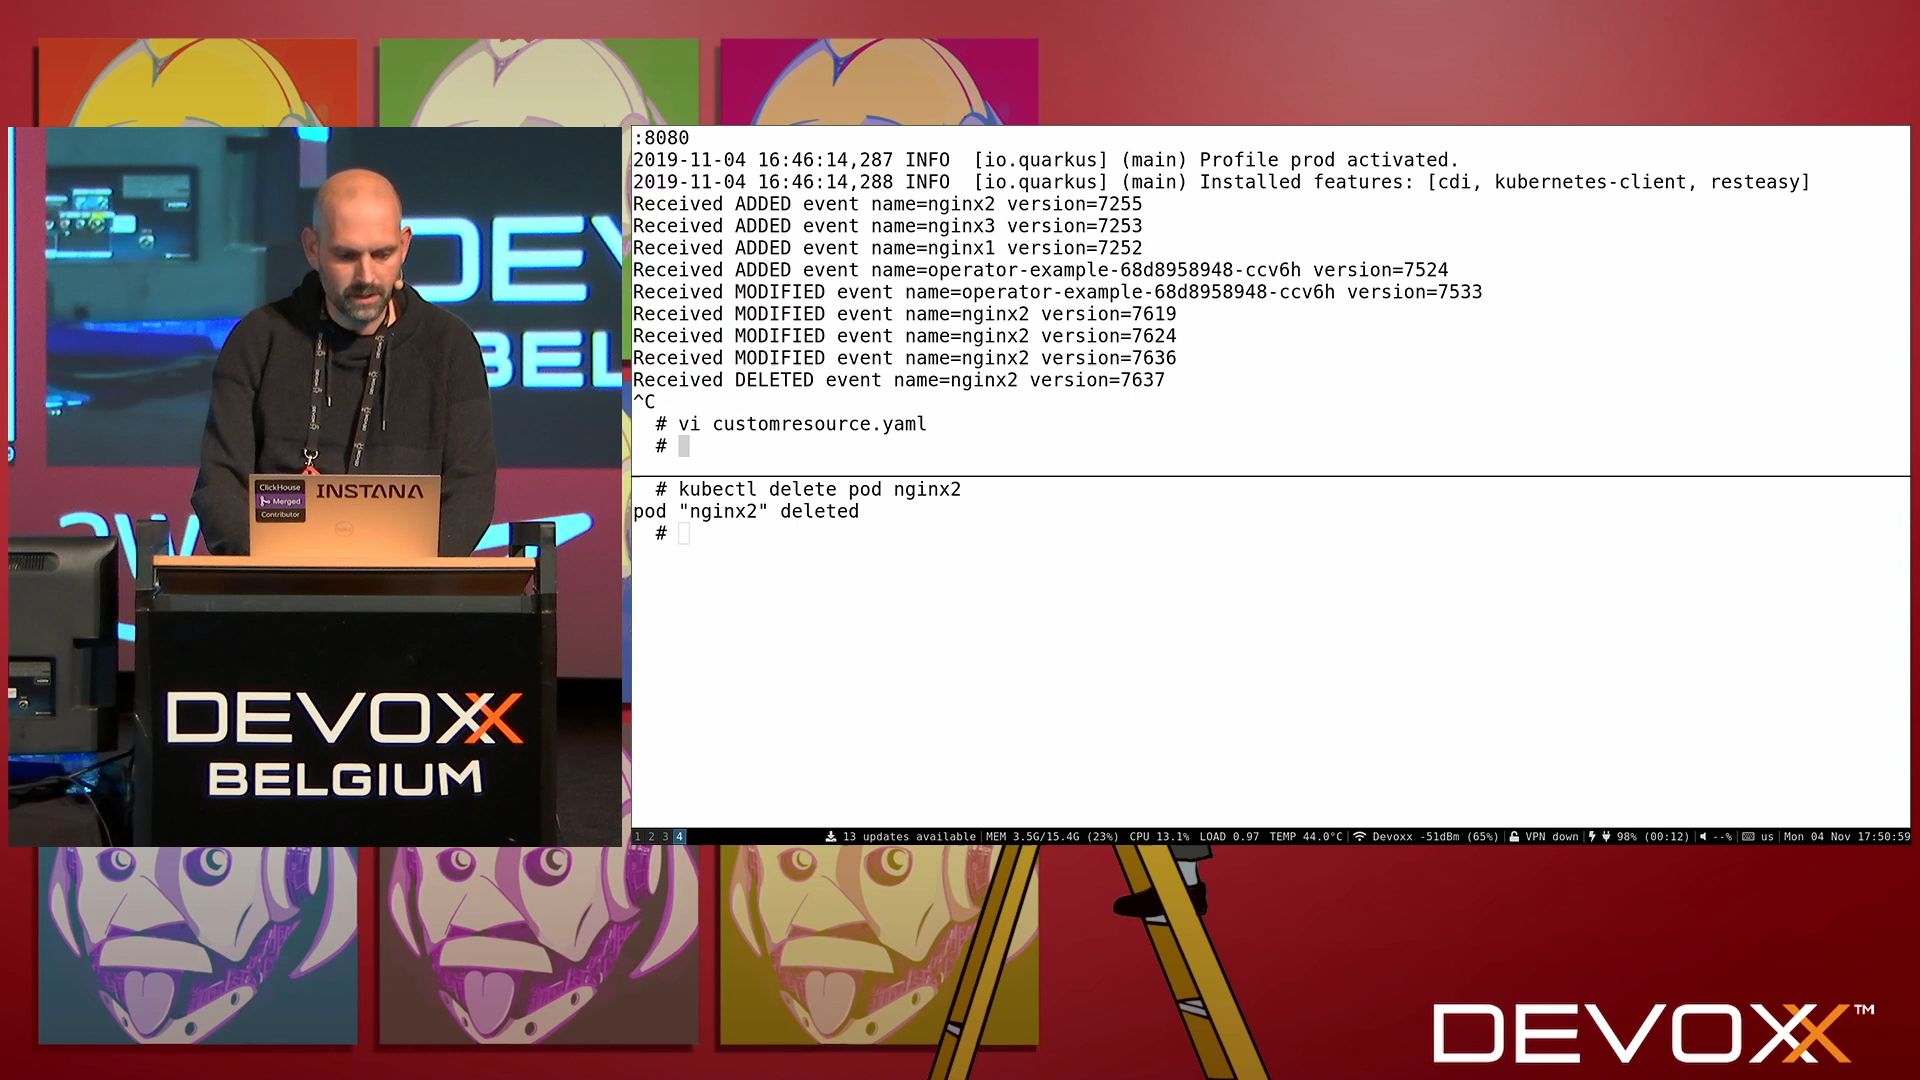 :8080
2019-11-04 16:46:14,287 INFO  [io.quarkus] (main) Profile prod activated.
2019-11-04 16:46:14,288 INFO  [io.quarkus] (main) Installed features: [cdi, kubernetes-client, resteasy]
Received ADDED event name=nginx2 version=7255
Received ADDED event name=nginx3 version=7253
Received ADDED event name=nginx1 version=7252
Received ADDED event name=operator-example-68d8958948-ccv6h version=7524
Received MODIFIED event name=operator-example-68d8958948-ccv6h version=7533
Received MODIFIED event name=nginx2 version=7619
Received MODIFIED event name=nginx2 version=7624
Received MODIFIED event name=nginx2 version=7636
Received DELETED event name=nginx2 version=7637
^C
# vi customresource.yaml
#
# kubectl delete pod nginx2
pod "nginx2" deleted
#
1 2 3 4 13 updates available MEM 3.5G/15.4G (23%) CPU 13.1% LOAD 0.97 TEMP 44.0°C Devoxx -51dBm (65%) VPN down 98% (00:12) --% us Mon 04 Nov 17:50:59
DEV
BEL
ClickHouse
Merged
Contributor
INSTANA
aw
DEVOXX
BELGIUM
DEVOXX™